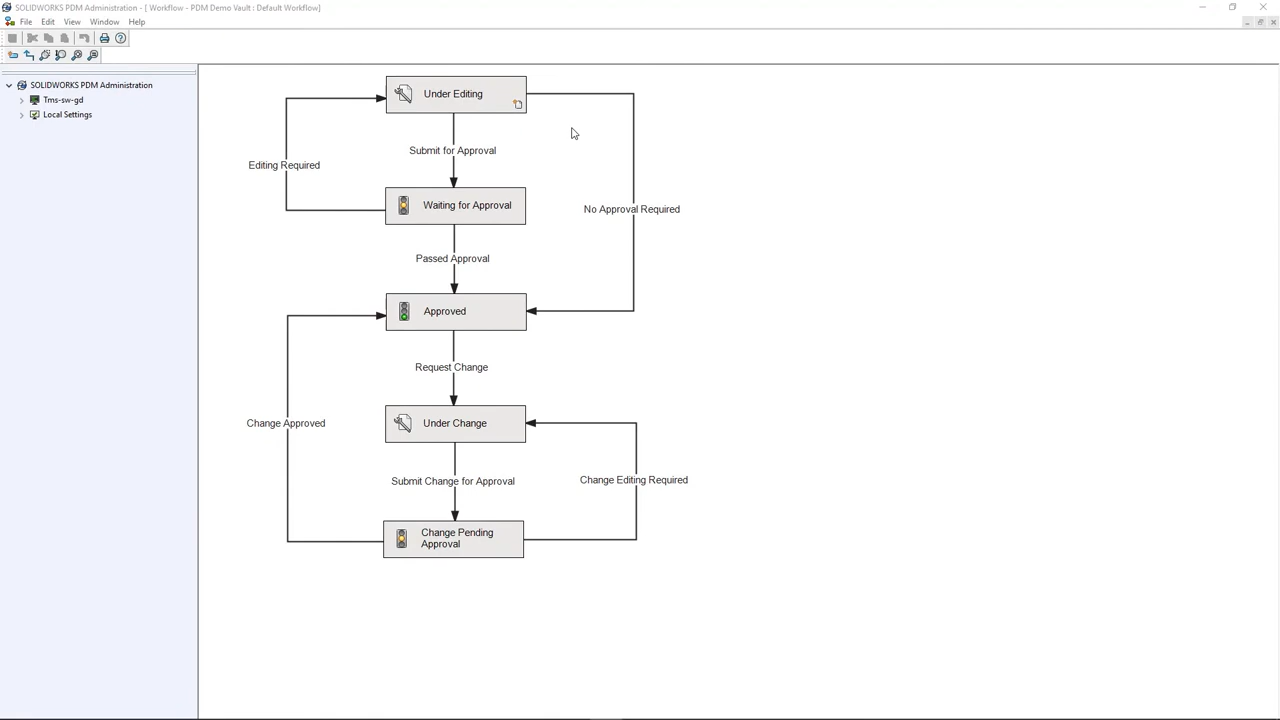 SOLIDWORKS PDM Administration - [ Workflow - PDM Demo Vault : Default Workflow]
File Edit View Window Help
SOLIDWORKS PDM Administration
Tms-sw-gd
Local Settings
Under Editing
Submit for Approval
Editing Required
Waiting for Approval
No Approval Required
Passed Approval
Approved
Request Change
Change Approved
Under Change
Submit Change for Approval
Change Editing Required
Change Pending
Approval